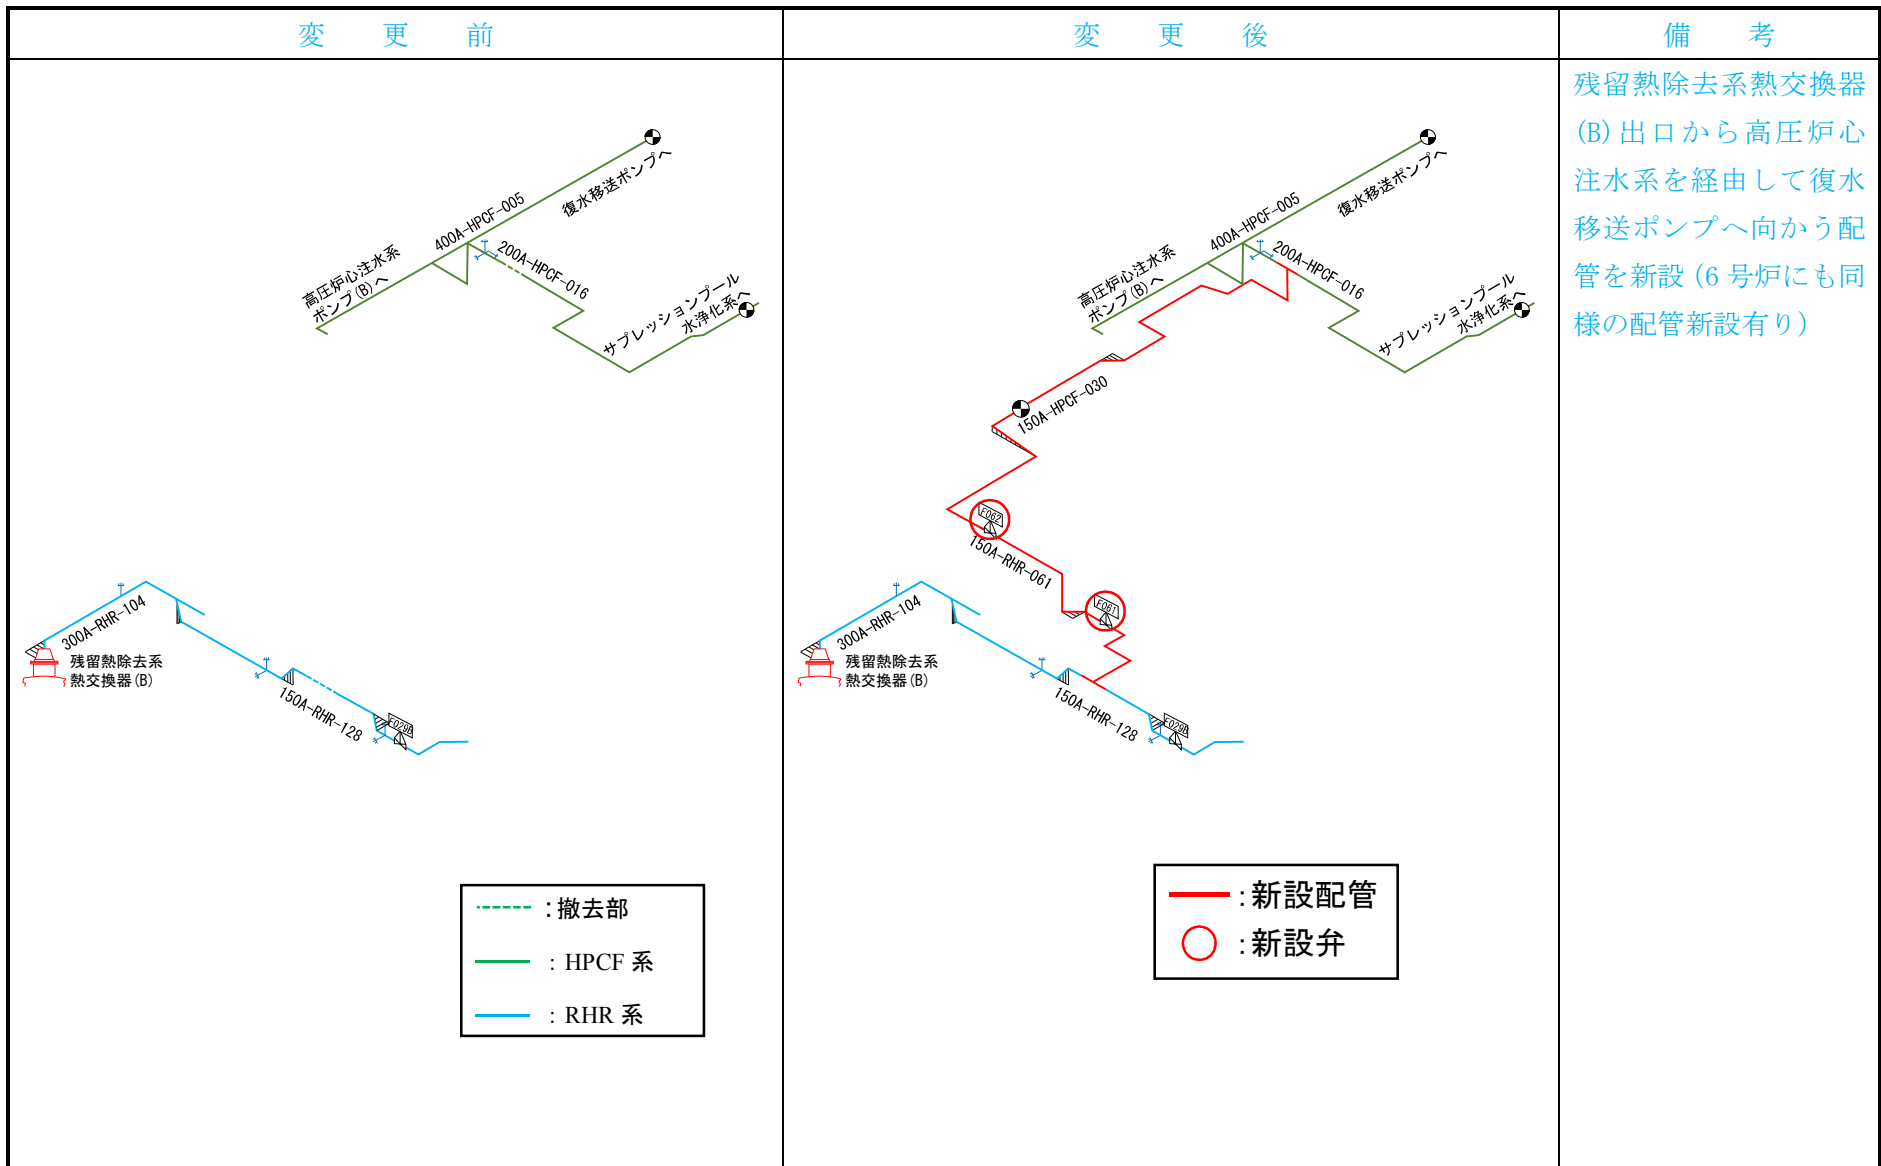 変更前
変更後
備考
復水移送ポンプへ
400A-HPCF-005
200A-HPCF-016
高圧炉心注水系
ポンプ(B)へ
サプレッションプール
水浄化系へ
300A-RHR-104
残留熱除去系
熱交換器(B)
150A-RHR-128
F029B
:撤去部
: HPCF 系
: RHR 系
復水移送ポンプへ
400A-HPCF-005
200A-HPCF-016
高圧炉心注水系
ポンプ(B)へ
サプレッションプール
水浄化系へ
150A-HPCF-030
F062
150A-RHR-061
F061
300A-RHR-104
残留熱除去系
熱交換器(B)
150A-RHR-128
F029B
:新設配管
:新設弁
残留熱除去系熱交換器
(B)出口から高圧炉心
注水系を経由して復水
移送ポンプへ向かう配
管を新設(6 号炉にも同
様の配管新設有り)